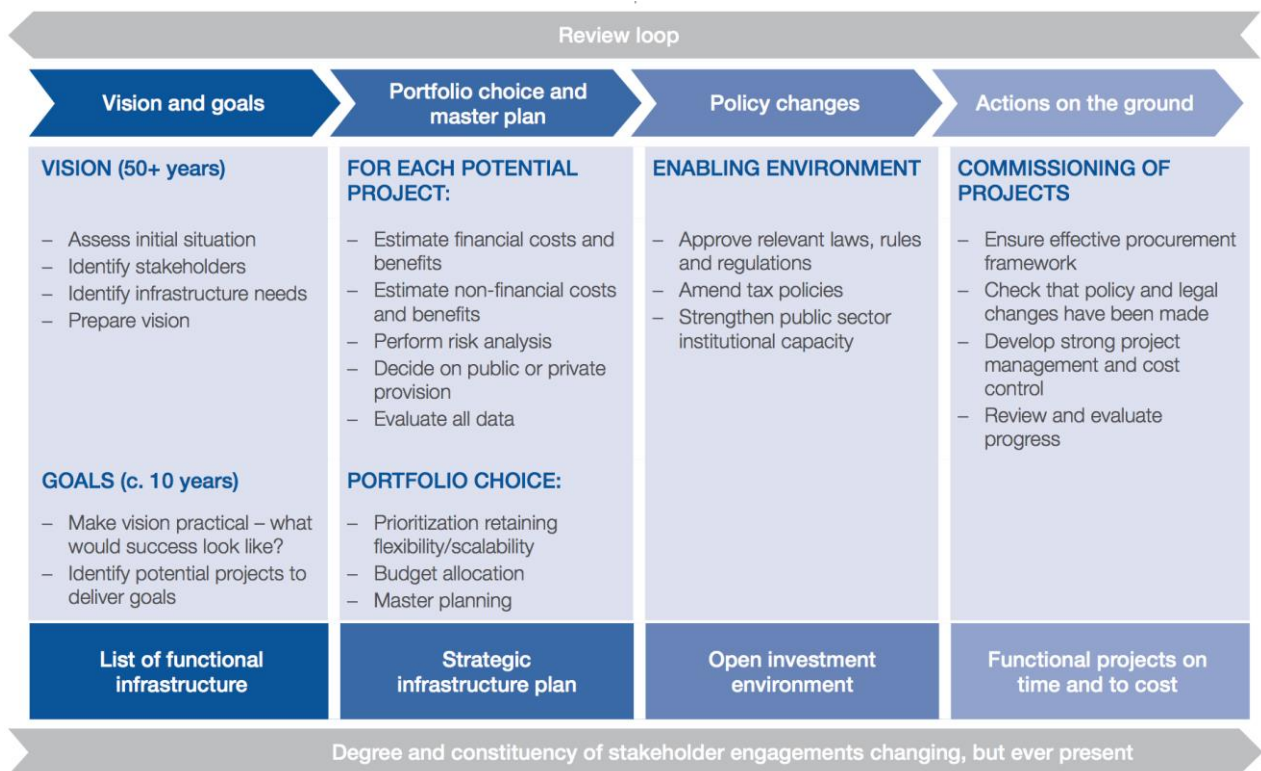 Review loop
Vision and goals
Portfolio choice and
master plan
Policy changes
Actions on the ground
VISION (50+ years)
– Assess initial situation
– Identify stakeholders
– Identify infrastructure needs
– Prepare vision
GOALS (c. 10 years)
– Make vision practical – what
would success look like?
– Identify potential projects to
deliver goals
List of functional
infrastructure
FOR EACH POTENTIAL
PROJECT:
– Estimate financial costs and
benefits
– Estimate non-financial costs
and benefits
– Perform risk analysis
– Decide on public or private
provision
– Evaluate all data
PORTFOLIO CHOICE:
– Prioritization retaining
flexibility/scalability
– Budget allocation
– Master planning
Strategic
infrastructure plan
ENABLING ENVIRONMENT
– Approve relevant laws, rules
and regulations
– Amend tax policies
– Strengthen public sector
institutional capacity
Open investment
environment
COMMISSIONING OF
PROJECTS
– Ensure effective procurement
framework
– Check that policy and legal
changes have been made
– Develop strong project
management and cost
control
– Review and evaluate
progress
Functional projects on
time and to cost
Degree and constituency of stakeholder engagements changing, but ever present